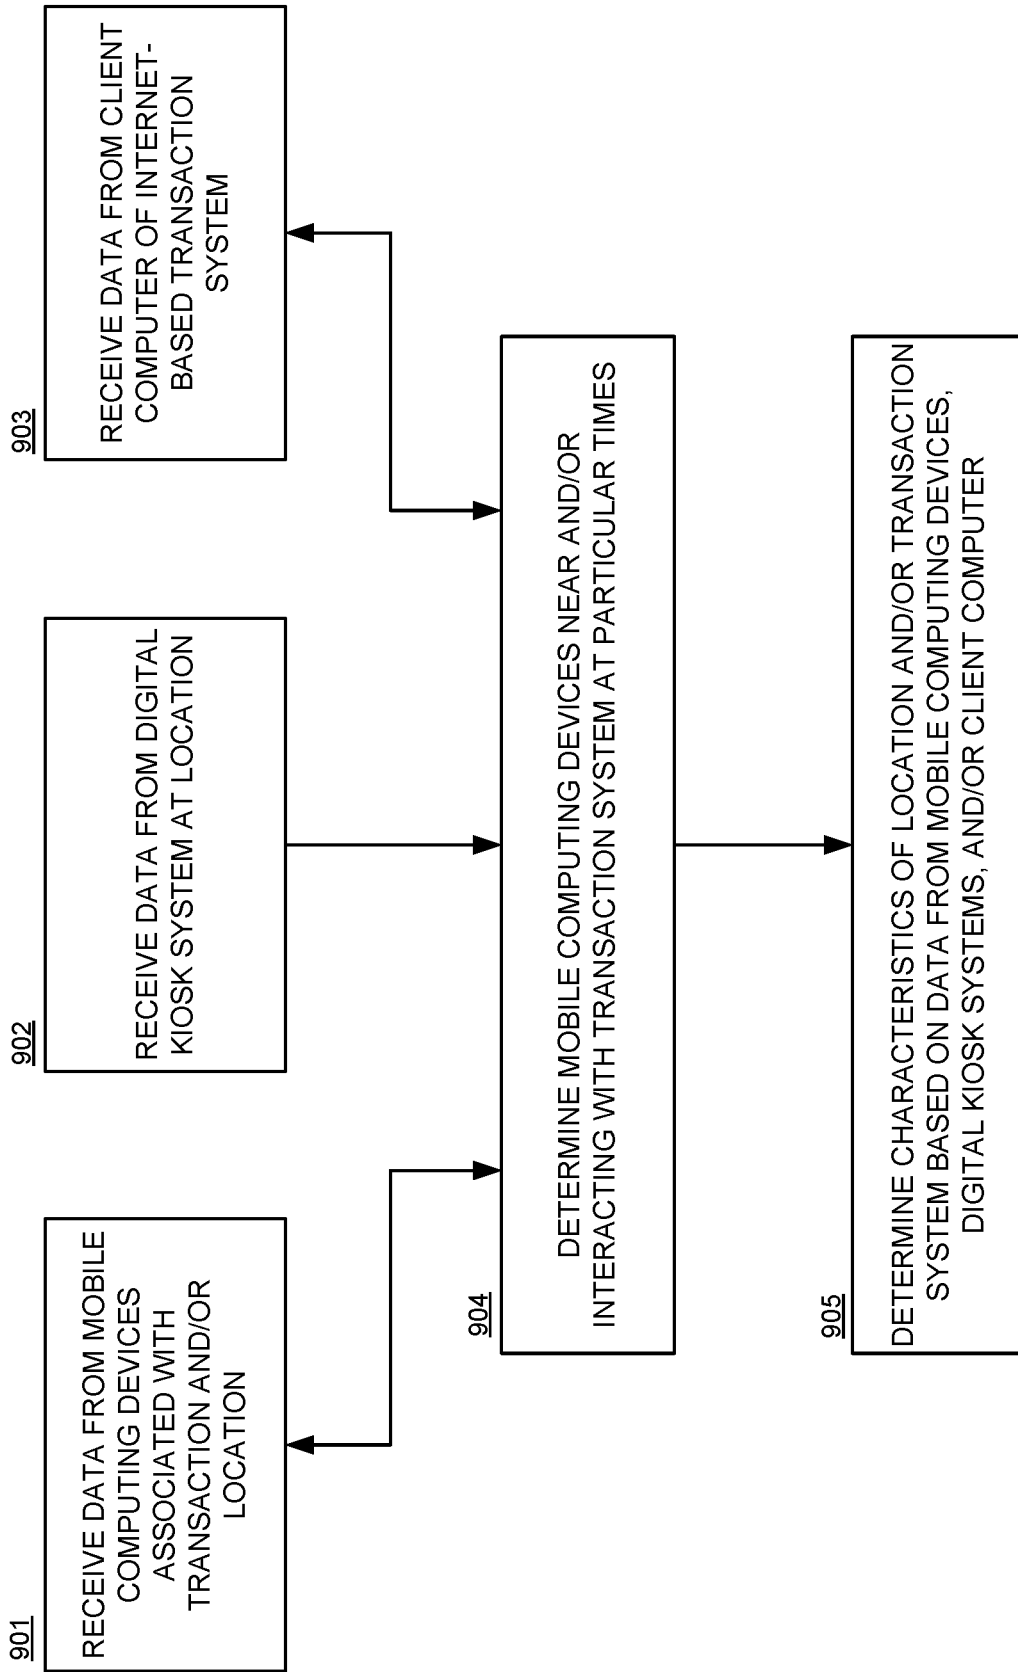 901
RECEIVE DATA FROM MOBILE
COMPUTING DEVICES
ASSOCIATED WITH
TRANSACTION AND/OR
LOCATION
902
RECEIVE DATA FROM DIGITAL
KIOSK SYSTEM AT LOCATION
903
RECEIVE DATA FROM CLIENT
COMPUTER OF INTERNET-
BASED TRANSACTION
SYSTEM
904
DETERMINE MOBILE COMPUTING DEVICES NEAR AND/OR
INTERACTING WITH TRANSACTION SYSTEM AT PARTICULAR TIMES
905
DETERMINE CHARACTERISTICS OF LOCATION AND/OR TRANSACTION
SYSTEM BASED ON DATA FROM MOBILE COMPUTING DEVICES,
DIGITAL KIOSK SYSTEMS, AND/OR CLIENT COMPUTER